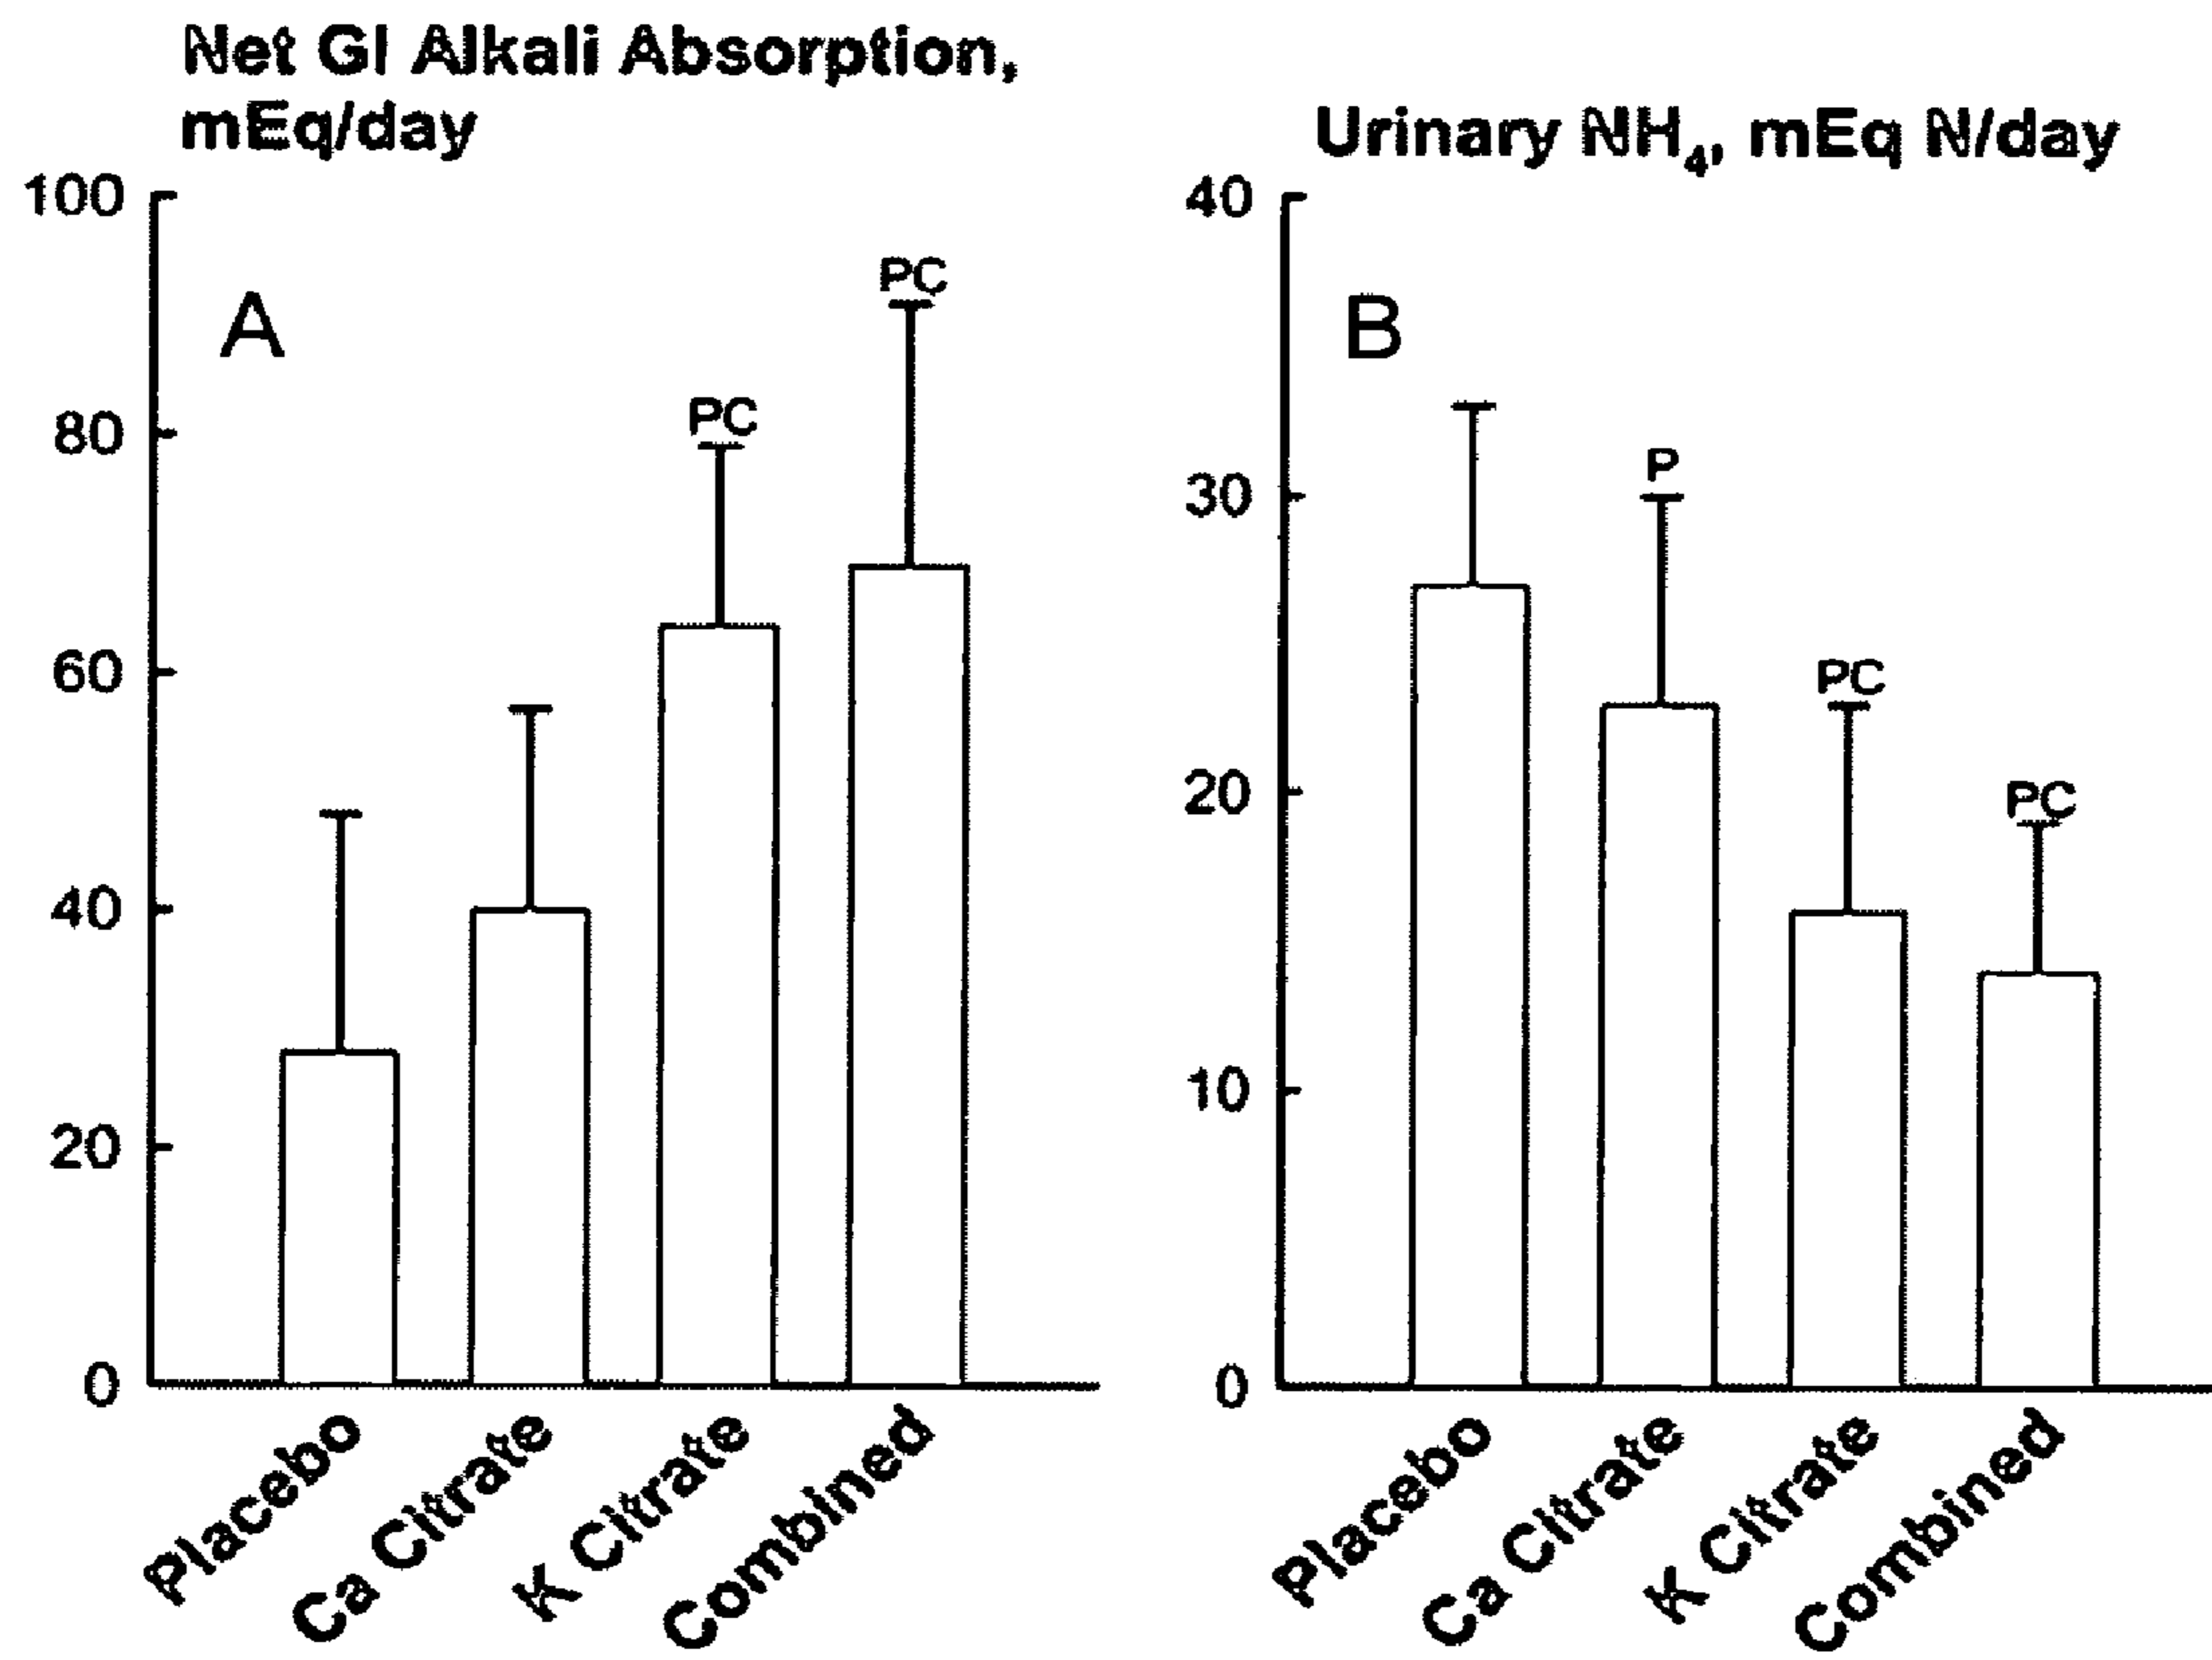 Net GI Alkali Absorption,
mEq/day
100
80
60
40
20
0
A
PC
PC
Placebo
Ca Citrate
K Citrate
Combined
Urinary NH₄, mEq N/day
40
30
20
10
0
B
P
PC
PC
Placebo
Ca Citrate
K Citrate
Combined